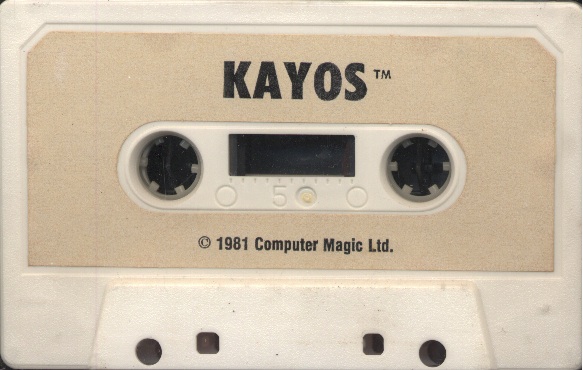 KAYOS™
5
© 1981 Computer Magic Ltd.